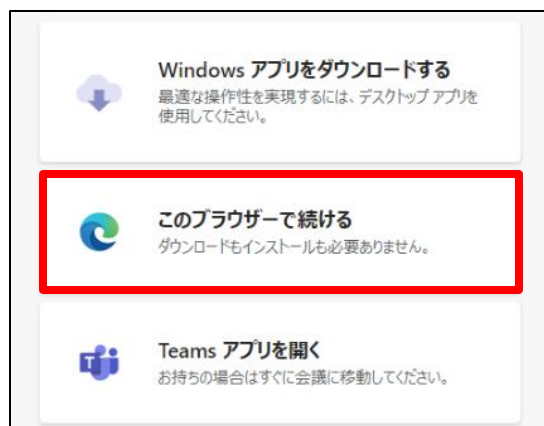 Windows アプリをダウンロードする
最適な操作性を実現するには、デスクトップ アプリを
使用してください。
このブラウザーで続ける
ダウンロードもインストールも必要ありません。
Teams アプリを開く
お持ちの場合はすぐに会議に移動してください。